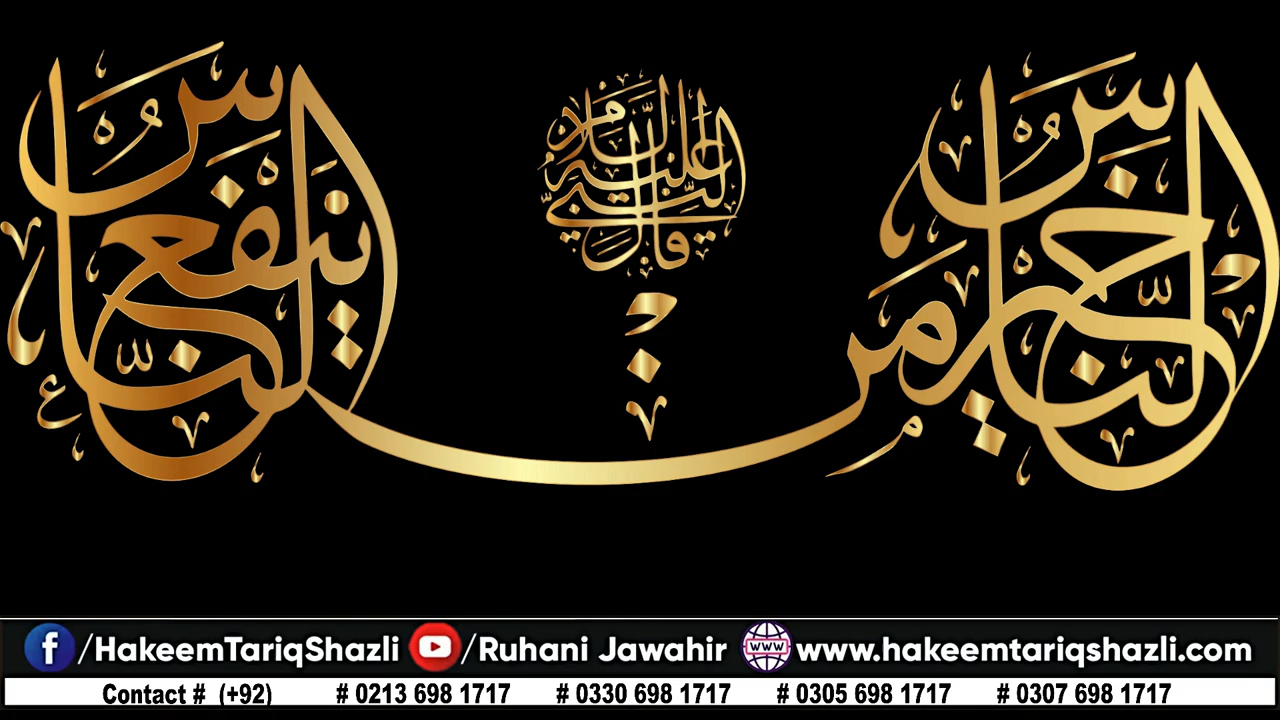 قال النبي عليه السلام
خير الناس من ينفع الناس
/HakeemTariqShazli /Ruhani Jawahir www.hakeemtariqshazli.com
Contact # (+92) # 0213 698 1717 # 0330 698 1717 # 0305 698 1717 # 0307 698 1717